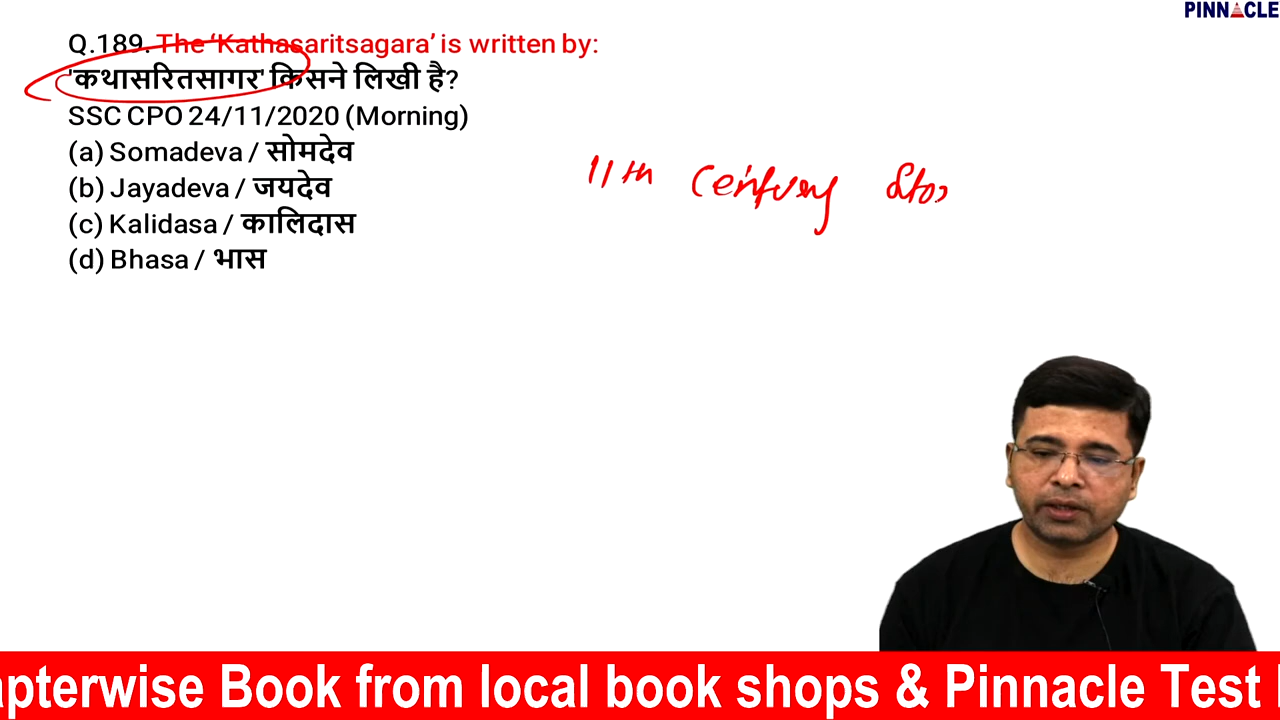 PINNACLE
Q.189. The ‘Kathasaritsagara’ is written by:
'कथासरितसागर' किसने लिखी है?
SSC CPO 24/11/2020 (Morning)
(a) Somadeva / सोमदेव
(b) Jayadeva / जयदेव
(c) Kalidasa / कालिदास
(d) Bhasa / भास
11th century
apterwise Book from local book shops & Pinnacle Test